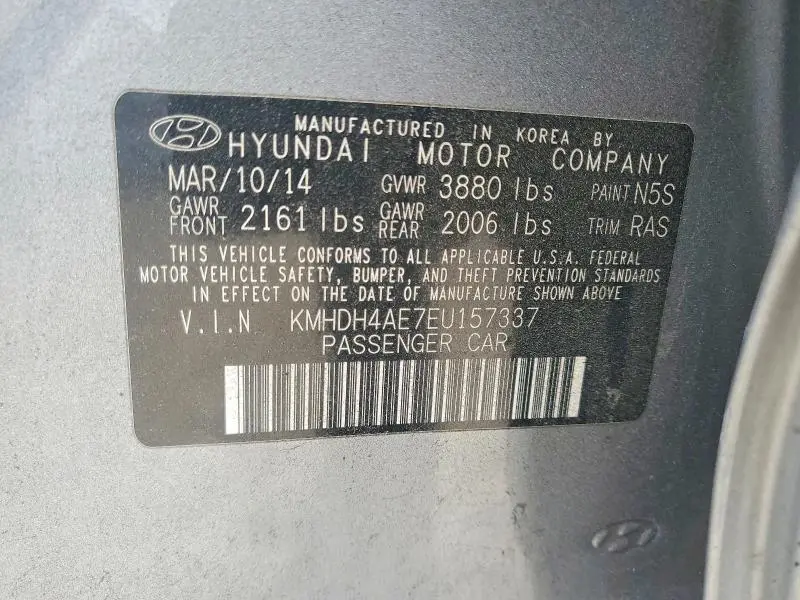 MANUFACTURED IN KOREA BY
HYUNDAI MOTOR COMPANY
MAR/10/14 GVWR 3880 lbs PAINT N5S
GAWR FRONT 2161 lbs GAWR REAR 2006 lbs TRIM RAS
THIS VEHICLE CONFORMS TO ALL APPLICABLE U.S.A. FEDERAL
MOTOR VEHICLE SAFETY, BUMPER, AND THEFT PREVENTION STANDARDS
IN EFFECT ON THE DATE OF MANUFACTURE SHOWN ABOVE
V.I.N KMHDH4AE7EU157337
PASSENGER CAR